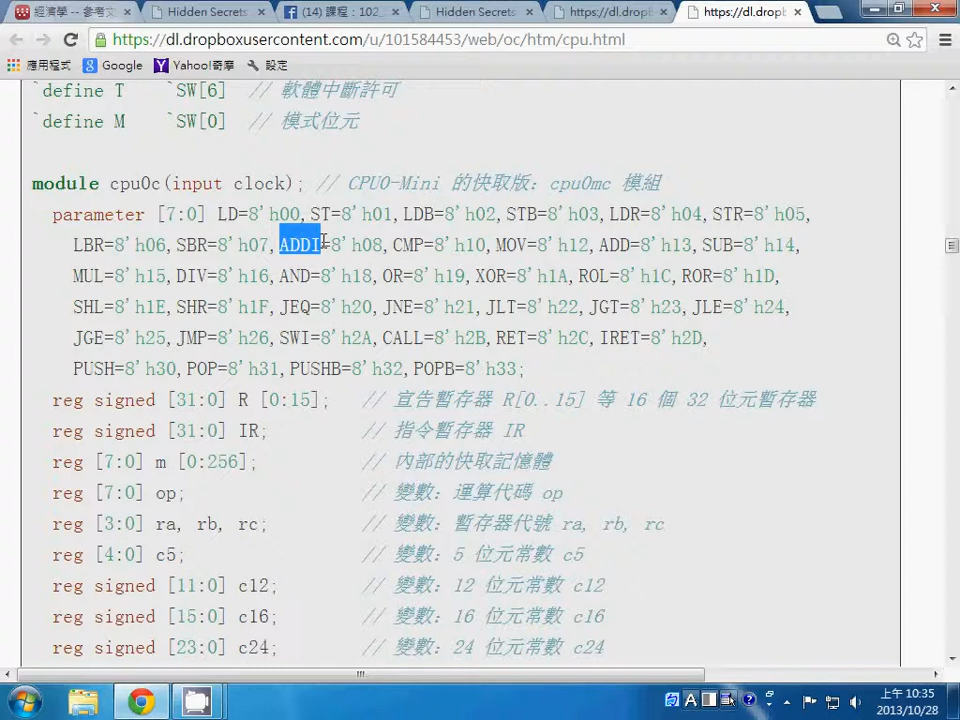 經濟學 -- 參考文 × Hidden Secrets × (14) 課程：102_ × Hidden Secrets × https://dl.dropb × https://dl.dropb ×
https://dl.dropboxusercontent.com/u/101584453/web/oc/htm/cpu.html
應用程式 Google Yahoo!奇摩 設定
`define T `SW[6] // 軟體中斷許可
`define M `SW[0] // 模式位元
module cpu0c(input clock); // CPU0-Mini 的快取版：cpu0mc 模組
parameter [7:0] LD=8'h00,ST=8'h01,LDB=8'h02,STB=8'h03,LDR=8'h04,STR=8'h05,
LBR=8'h06,SBR=8'h07,ADDI=8'h08,CMP=8'h10,MOV=8'h12,ADD=8'h13,SUB=8'h14,
MUL=8'h15,DIV=8'h16,AND=8'h18,OR=8'h19,XOR=8'h1A,ROL=8'h1C,ROR=8'h1D,
SHL=8'h1E,SHR=8'h1F,JEQ=8'h20,JNE=8'h21,JLT=8'h22,JGT=8'h23,JLE=8'h24,
JGE=8'h25,JMP=8'h26,SWI=8'h2A,CALL=8'h2B,RET=8'h2C,IRET=8'h2D,
PUSH=8'h30,POP=8'h31,PUSHB=8'h32,POPB=8'h33;
reg signed [31:0] R [0:15]; // 宣告暫存器 R[0..15] 等 16 個 32 位元暫存器
reg signed [31:0] IR; // 指令暫存器 IR
reg [7:0] m [0:256]; // 內部的快取記憶體
reg [7:0] op; // 變數：運算代碼 op
reg [3:0] ra, rb, rc; // 變數：暫存器代號 ra, rb, rc
reg [4:0] c5; // 變數：5 位元常數 c5
reg signed [11:0] c12; // 變數：12 位元常數 c12
reg signed [15:0] c16; // 變數：16 位元常數 c16
reg signed [23:0] c24; // 變數：24 位元常數 c24
上午 10:35
2013/10/28